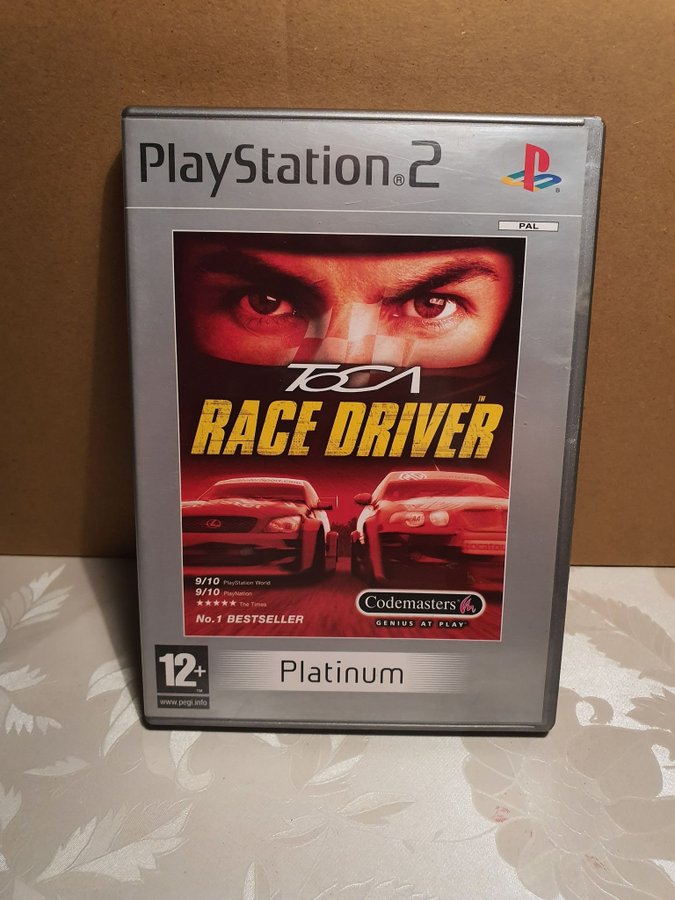 PlayStation®2
PAL
TOCA
RACE DRIVER™
9/10 PlayStation World
9/10 PlayNation
★★★★★ The Times
No.1 BESTSELLER
Codemasters
GENIUS AT PLAY
12+
www.pegi.info
Platinum